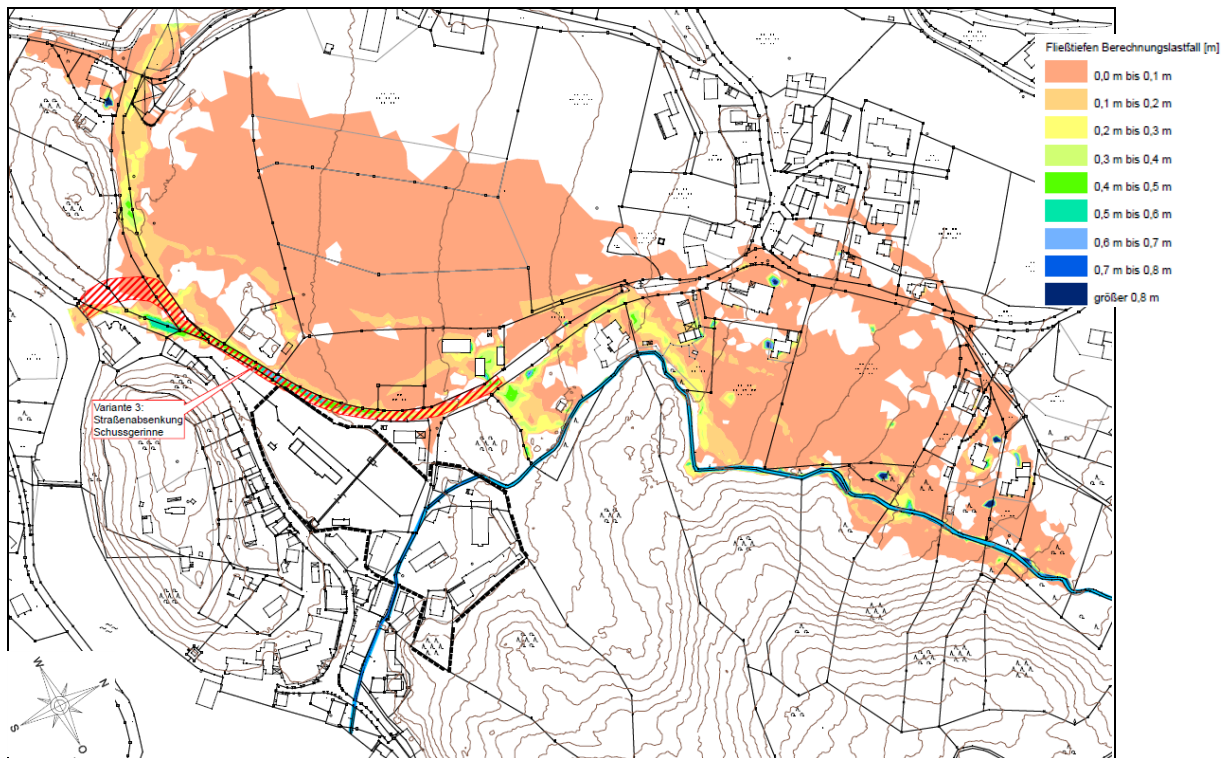 Fließtiefen Berechnungslastfall [m]
0,0 m bis 0,1 m
0,1 m bis 0,2 m
0,2 m bis 0,3 m
0,3 m bis 0,4 m
0,4 m bis 0,5 m
0,5 m bis 0,6 m
0,6 m bis 0,7 m
0,7 m bis 0,8 m
größer 0,8 m
Variante 3:
Straßenabsenkung
Schussgerinne
W
N
S
O